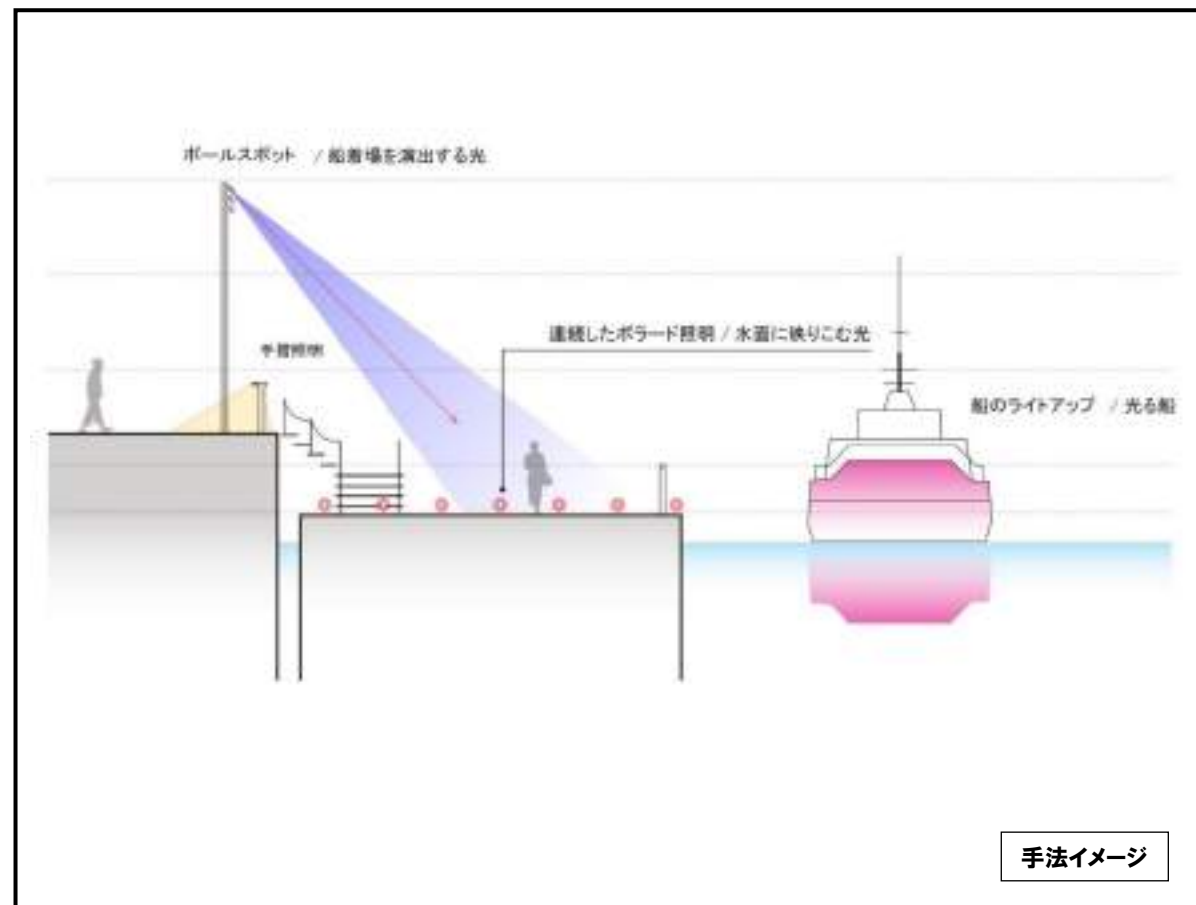 ポールスポット / 船着場を演出する光
手摺照明
連続したボラード照明 / 水面に映りこむ光
船のライトアップ / 光る船
手法イメージ